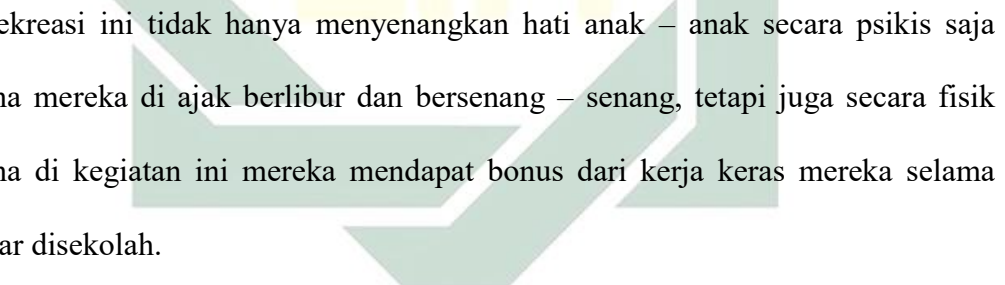 ekreasi ini tidak hanya menyenangkan hati anak – anak secara psikis saja
na mereka di ajak berlibur dan bersenang – senang, tetapi juga secara fisik
na di kegiatan ini mereka mendapat bonus dari kerja keras mereka selama
ar disekolah.